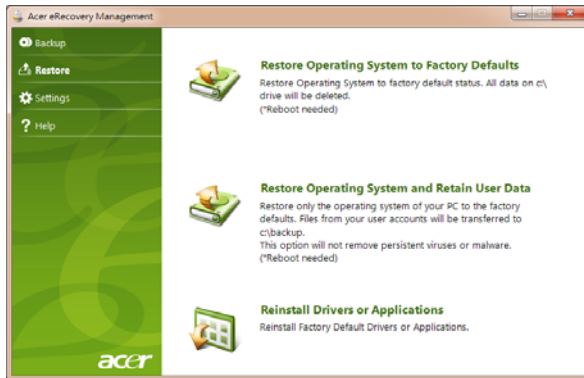 Acer eRecovery Management
Backup
Restore
Settings
? Help
Restore Operating System to Factory Defaults
Restore Operating System to factory default status. All data on c:\
drive will be deleted.
(*Reboot needed)
Restore Operating System and Retain User Data
Restore only the operating system of your PC to the factory
defaults. Files from your user accounts will be transferred to
c:\backup.
This option will not remove persistent viruses or malware.
(*Reboot needed)
Reinstall Drivers or Applications
Reinstall Factory Default Drivers or Applications.
acer